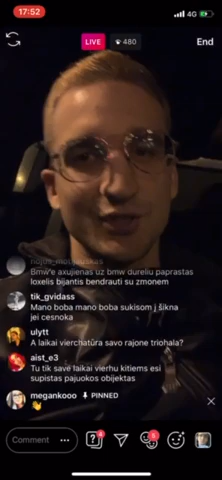 17:52
4G
LIVE
480
End
Bmw'e axujienas uz bmw dureliu paprastas
loxelis bijantis bendrauti su zmonem
tik_gvidass
Mano boba mano boba sukisom į šikna
jei cesnoka
ulytt
A laikai vierchatūra savo rajone triohala?
aist_e3
Tu tik save laikai vierhu kitiems esi
supistas pajuokos objiektas
megankooo PINNED
👋
Comment